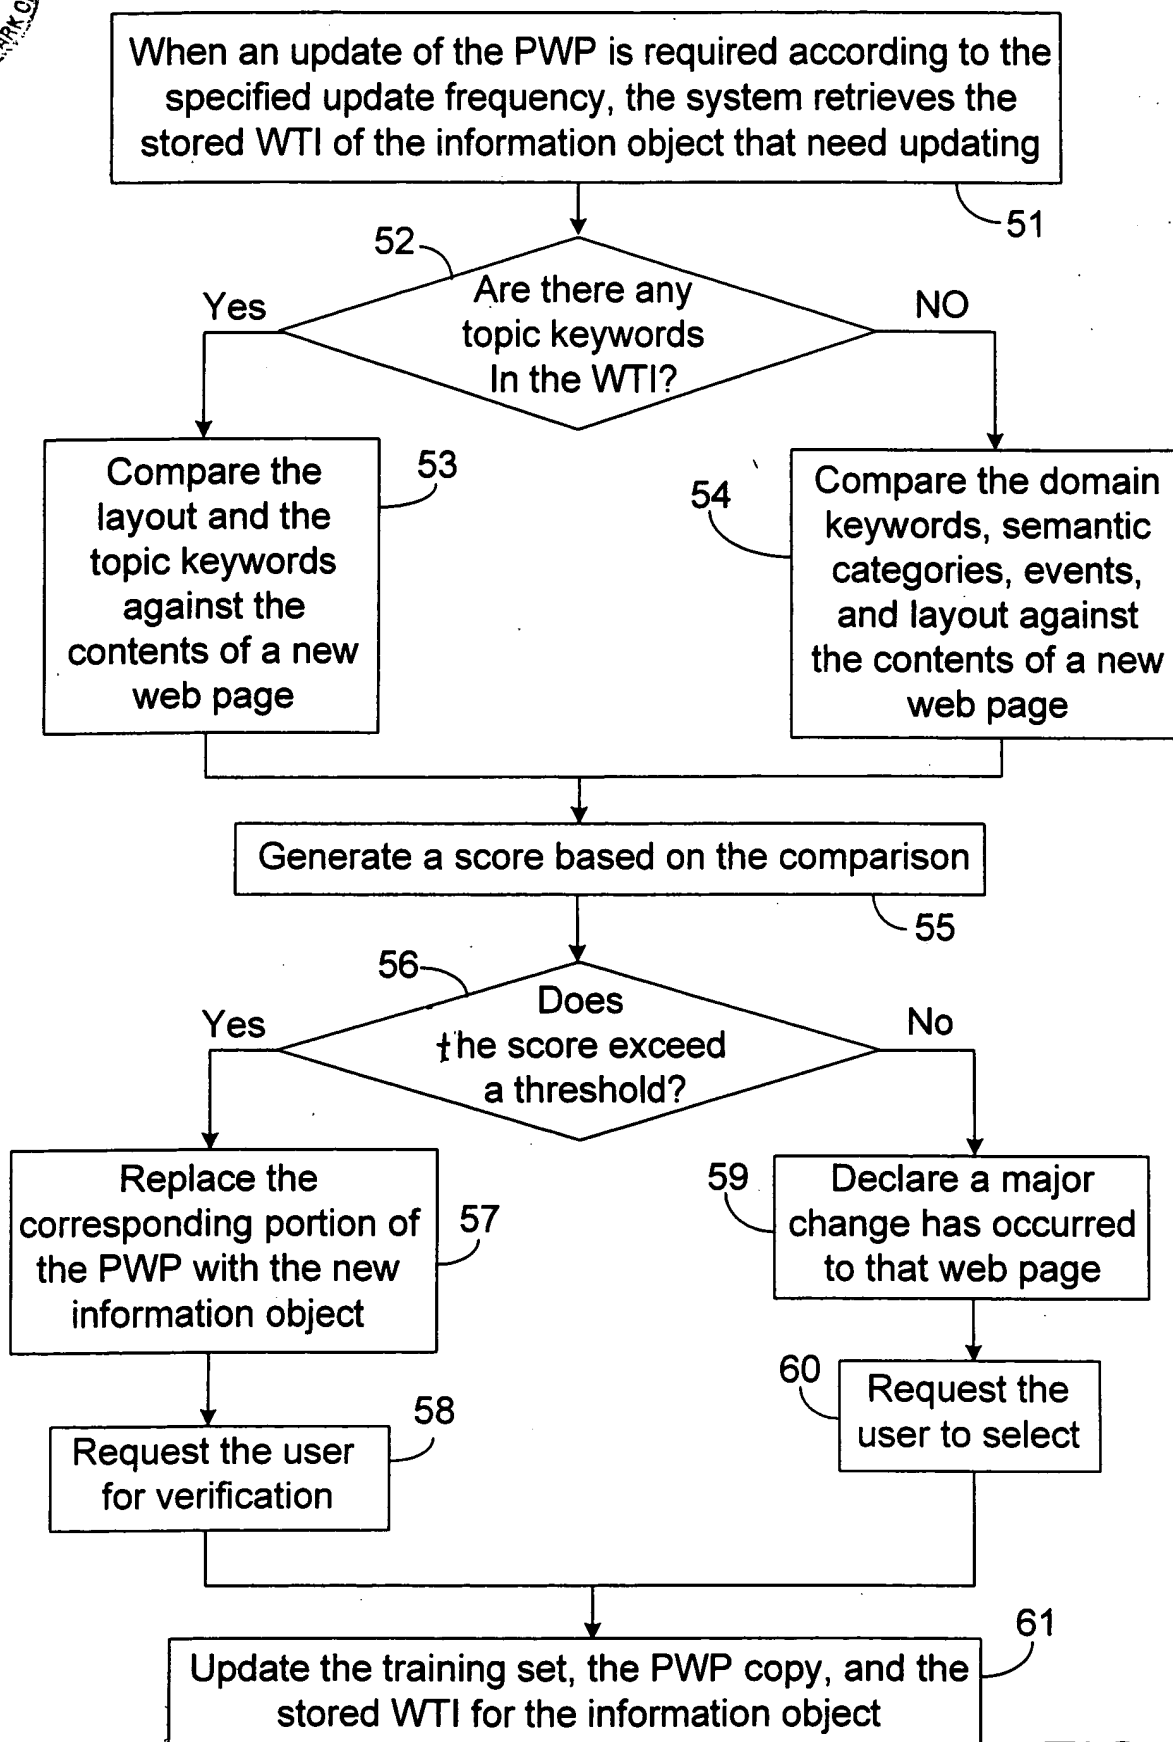 When an update of the PWP is required according to the
specified update frequency, the system retrieves the
stored WTI of the information object that need updating
51
52
Are there any
topic keywords
In the WTI?
Yes
NO
Compare the
layout and the
topic keywords
against the
contents of a new
web page
53
54
Compare the domain
keywords, semantic
categories, events,
and layout against
the contents of a new
web page
Generate a score based on the comparison
55
56
Does
the score exceed
a threshold?
Yes
No
Replace the
corresponding portion of
the PWP with the new
information object
57
59
Declare a major
change has occurred
to that web page
Request the user
for verification
58
60
Request the
user to select
61
Update the training set, the PWP copy, and the
stored WTI for the information object